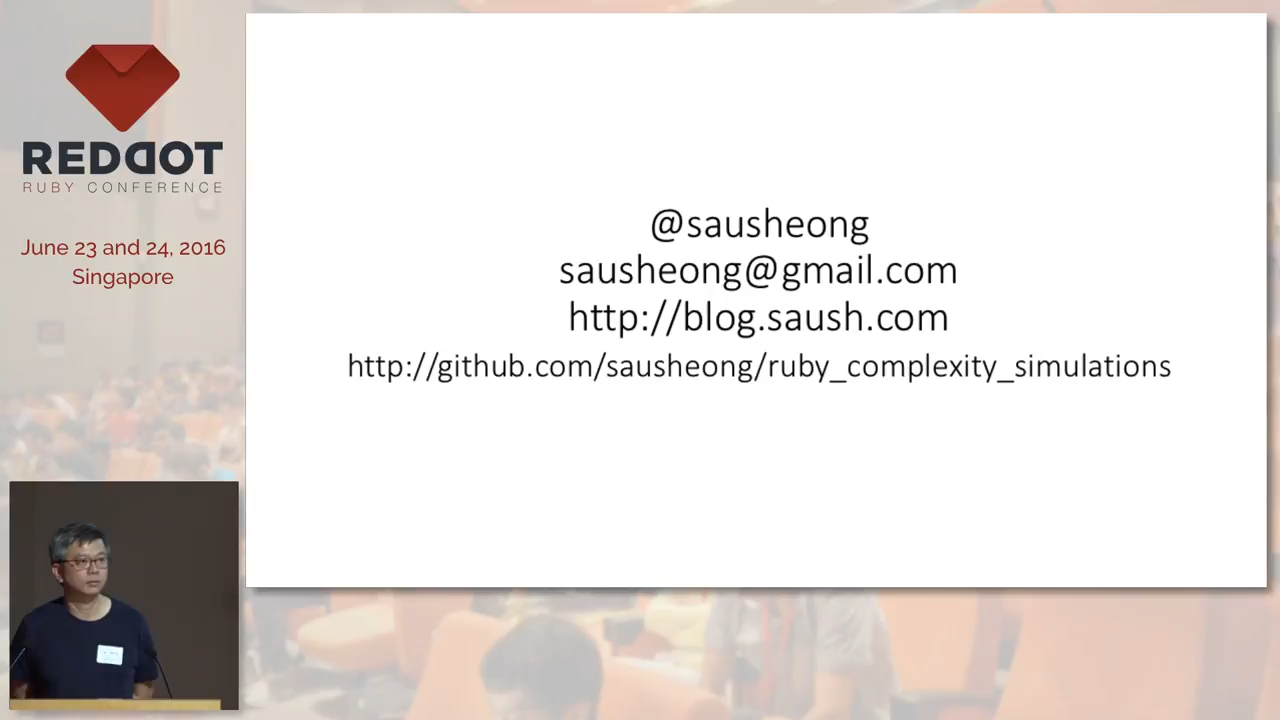 REDDOT
RUBY CONFERENCE
June 23 and 24, 2016
Singapore
@sausheong
sausheong@gmail.com
http://blog.saush.com
http://github.com/sausheong/ruby_complexity_simulations